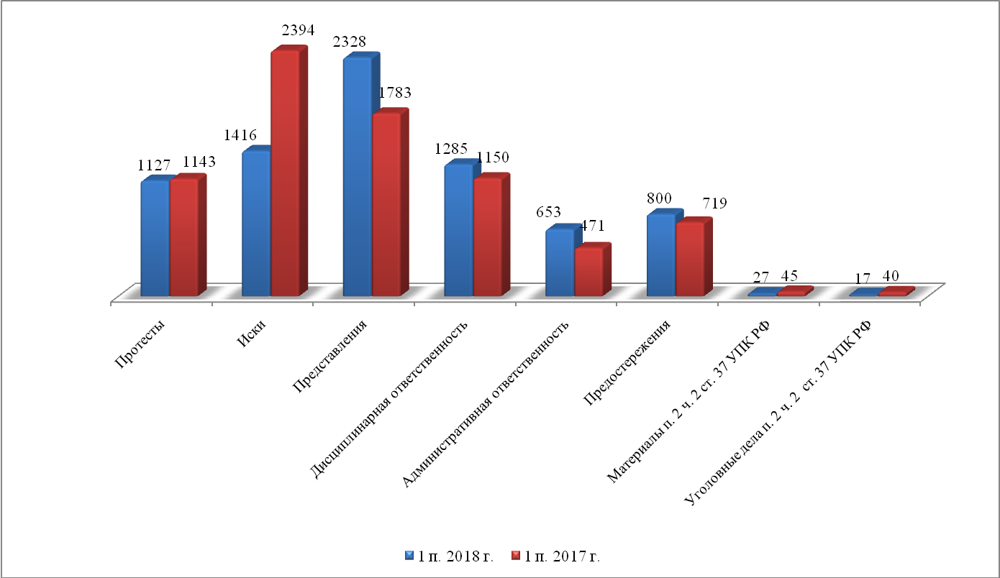 2394
2328
1783
1416
1285
1150
1127
1143
653
471
800
719
27
45
17
40
Протесты
Иски
Представления
Дисциплинарная ответственность
Административная ответственность
Предостережения
Материалы п. 2 ч. 2 ст. 37 УПК РФ
Уголовные дела п. 2 ч. 2 ст. 37 УПК РФ
1 п. 2018 г.
1 п. 2017 г.